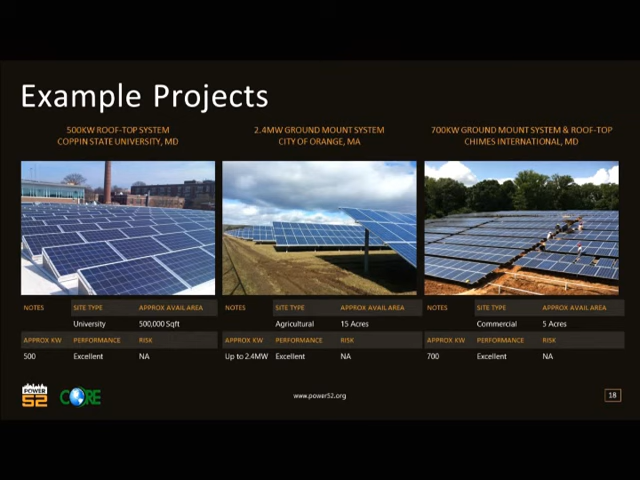 Example Projects
500KW ROOF-TOP SYSTEM
COPPIN STATE UNIVERSITY, MD
2.4MW GROUND MOUNT SYSTEM
CITY OF ORANGE, MA
700KW GROUND MOUNT SYSTEM & ROOF-TOP
CHIMES INTERNATIONAL, MD
NOTES SITE TYPE APPROX AVAIL AREA
University 500,000 Sqft
APPROX KW PERFORMANCE RISK
500 Excellent NA
NOTES SITE TYPE APPROX AVAIL AREA
Agricultural 15 Acres
APPROX KW PERFORMANCE RISK
Up to 2.4MW Excellent NA
NOTES SITE TYPE APPROX AVAIL AREA
Commercial 5 Acres
APPROX KW PERFORMANCE RISK
700 Excellent NA
POWER
52
CORE
www.power52.org
18